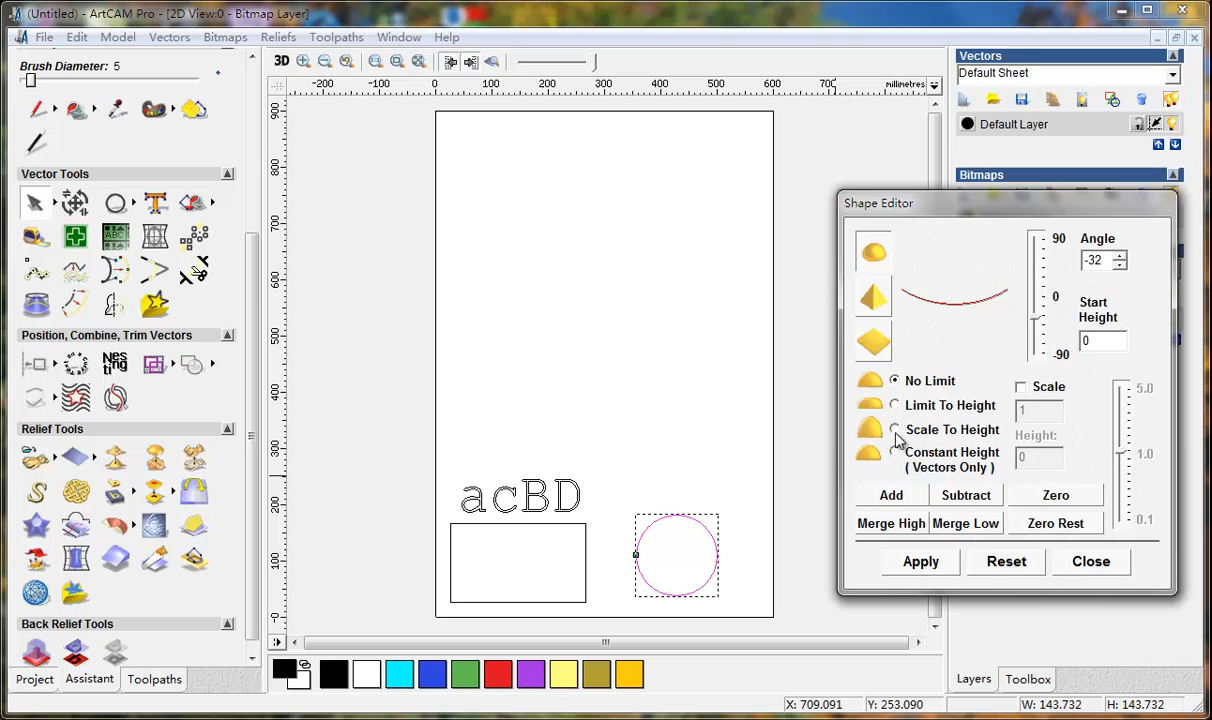 (Untitled) - ArtCAM Pro - [2D View:0 - Bitmap Layer]
File Edit Model Vectors Bitmaps Reliefs Toolpaths Window Help
Brush Diameter: 5
Vector Tools
ABC
Position, Combine, Trim Vectors
Nes
ting
Relief Tools
Back Relief Tools
Project Assistant Toolpaths
3D
-200 -100 0 100 200 300 400 500 600 700 millimetres
900
800
700
600
500
400
300
200
100
-0
acBD
Vectors
Default Sheet
Default Layer
Bitmaps
Shape Editor
90 Angle
-32
0 Start
Height
-90 0
No Limit Scale 5.0
Limit To Height 1
Scale To Height Height: 1.0
Constant Height 0
( Vectors Only )
Add Subtract Zero
Merge High Merge Low Zero Rest 0.1
Apply Reset Close
Layers Toolbox
X: 709.091 Y: 253.090 W: 143.732 H: 143.732